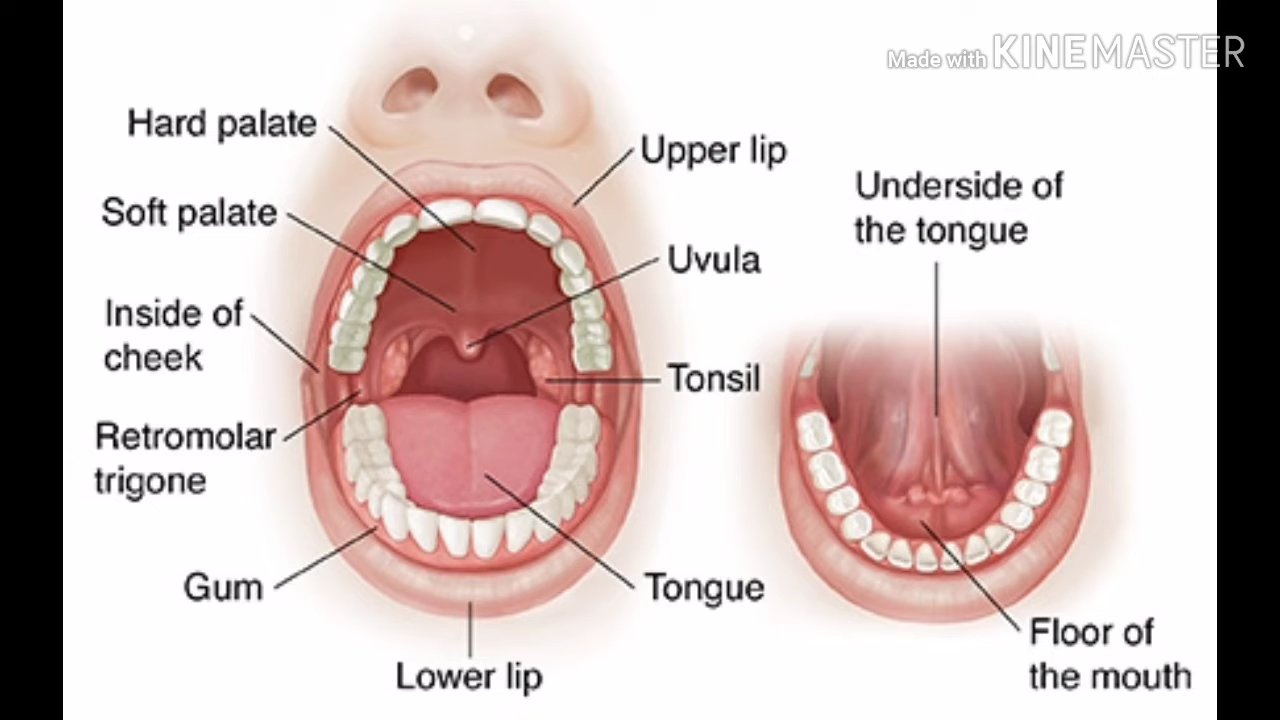 Made with KINEMASTER
Hard palate
Upper lip
Soft palate
Underside of
the tongue
Uvula
Inside of
cheek
Tonsil
Retromolar
trigone
Gum
Tongue
Lower lip
Floor of
the mouth